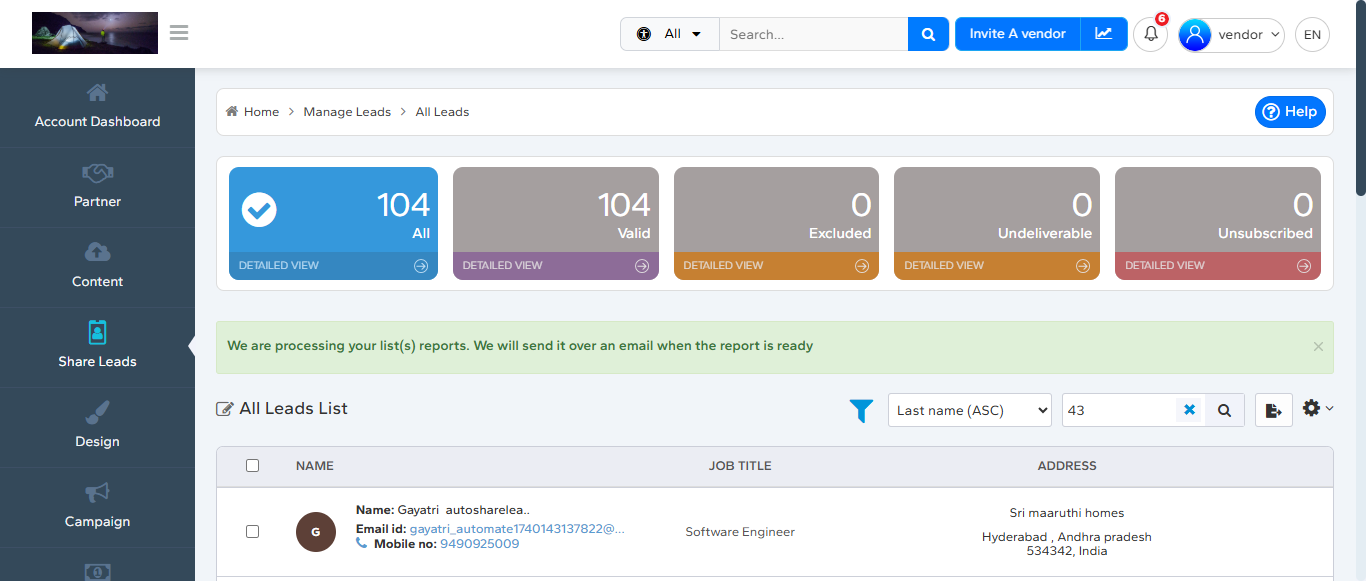 All
Search...
Invite A vendor
6
vendor
EN
Account Dashboard
Partner
Content
Share Leads
Design
Campaign
Home > Manage Leads > All Leads
Help
104
All
DETAILED VIEW
104
Valid
DETAILED VIEW
0
Excluded
DETAILED VIEW
0
Undeliverable
DETAILED VIEW
0
Unsubscribed
DETAILED VIEW
We are processing your list(s) reports. We will send it over an email when the report is ready
×
All Leads List
Last name (ASC)
43
NAME JOB TITLE ADDRESS
G
Name: Gayatri autosharelea..
Email id: gayatri_automate1740143137822@...
Mobile no: 9490925009
Software Engineer
Sri maaruthi homes
Hyderabad , Andhra pradesh
534342, India